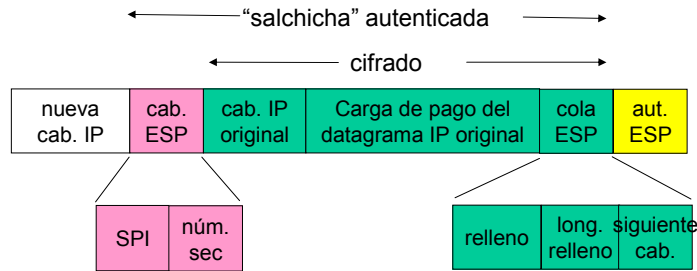 “salchicha” autenticada
cifrado
nueva
cab. IP
cab.
ESP
cab. IP
original
Carga de pago del
datagrama IP original
cola
ESP
aut.
ESP
SPI
núm.
sec
relleno
long.
relleno
siguiente
cab.